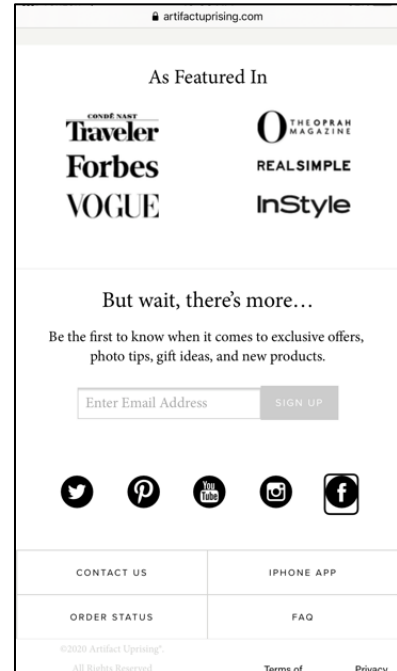 artifactuprising.com
As Featured In
CONDÉ NAST
Traveler
THE OPRAH
MAGAZINE
Forbes
REALSIMPLE
VOGUE
InStyle
But wait, there's more…
Be the first to know when it comes to exclusive offers,
photo tips, gift ideas, and new products.
Enter Email Address
SIGN UP
You
Tube
CONTACT US
IPHONE APP
ORDER STATUS
FAQ
©2020 Artifact Uprising®.
All Rights Reserved
Terms of
Privacy